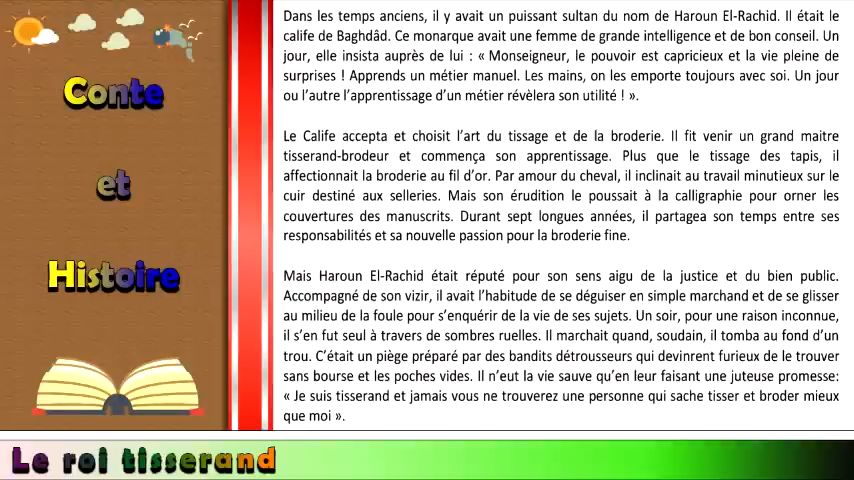 Conte
et
Histoire
Dans les temps anciens, il y avait un puissant sultan du nom de Haroun El-Rachid. Il était le
calife de Baghdâd. Ce monarque avait une femme de grande intelligence et de bon conseil. Un
jour, elle insista auprès de lui : « Monseigneur, le pouvoir est capricieux et la vie pleine de
surprises ! Apprends un métier manuel. Les mains, on les emporte toujours avec soi. Un jour
ou l'autre l'apprentissage d'un métier révèlera son utilité ! ».
Le Calife accepta et choisit l'art du tissage et de la broderie. Il fit venir un grand maitre
tisserand-brodeur et commença son apprentissage. Plus que le tissage des tapis, il
affectionnait la broderie au fil d'or. Par amour du cheval, il inclinait au travail minutieux sur le
cuir destiné aux selleries. Mais son érudition le poussait à la calligraphie pour orner les
couvertures des manuscrits. Durant sept longues années, il partagea son temps entre ses
responsabilités et sa nouvelle passion pour la broderie fine.
Mais Haroun El-Rachid était réputé pour son sens aigu de la justice et du bien public.
Accompagné de son vizir, il avait l'habitude de se déguiser en simple marchand et de se glisser
au milieu de la foule pour s'enquérir de la vie de ses sujets. Un soir, pour une raison inconnue,
il s'en fut seul à travers de sombres ruelles. Il marchait quand, soudain, il tomba au fond d'un
trou. C'était un piège préparé par des bandits détrousseurs qui devinrent furieux de le trouver
sans bourse et les poches vides. Il n'eut la vie sauve qu'en leur faisant une juteuse promesse:
« Je suis tisserand et jamais vous ne trouverez une personne qui sache tisser et broder mieux
que moi ».
Le roi tisserand